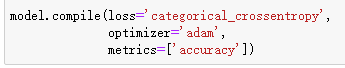 model.compile(loss='categorical_crossentropy',
              optimizer='adam',
              metrics=['accuracy'])